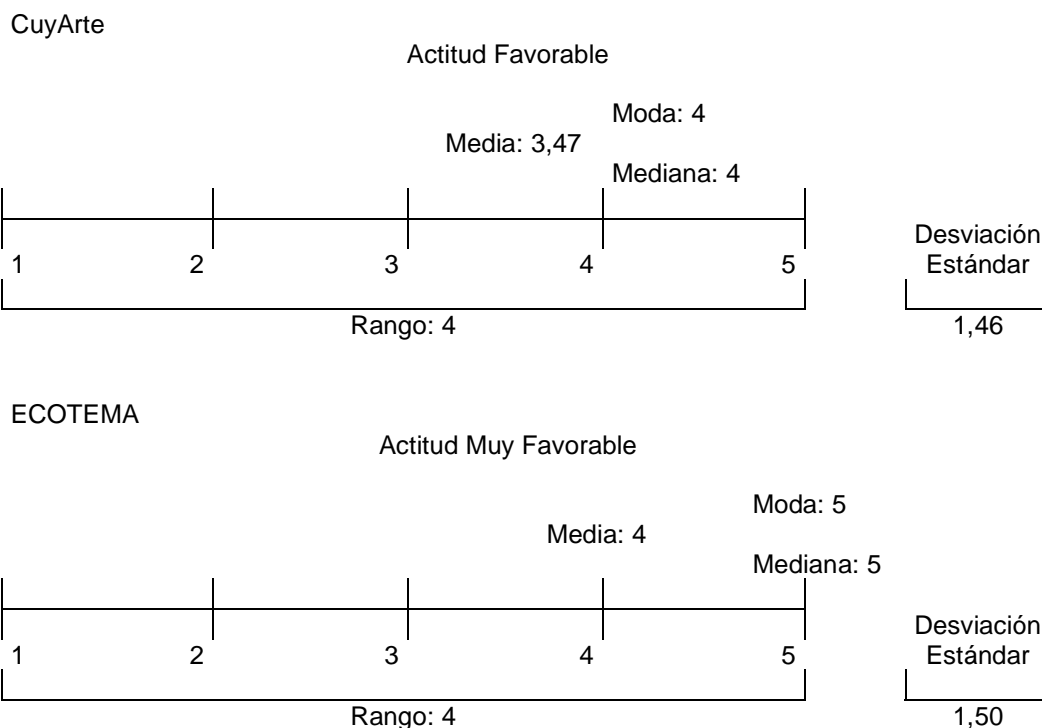 CuyArte
Actitud Favorable
Moda: 4
Media: 3,47
Mediana: 4
1 2 3 4 5
Desviación
Estándar
Rango: 4
1,46
ECOTEMA
Actitud Muy Favorable
Moda: 5
Media: 4
Mediana: 5
1 2 3 4 5
Desviación
Estándar
Rango: 4
1,50